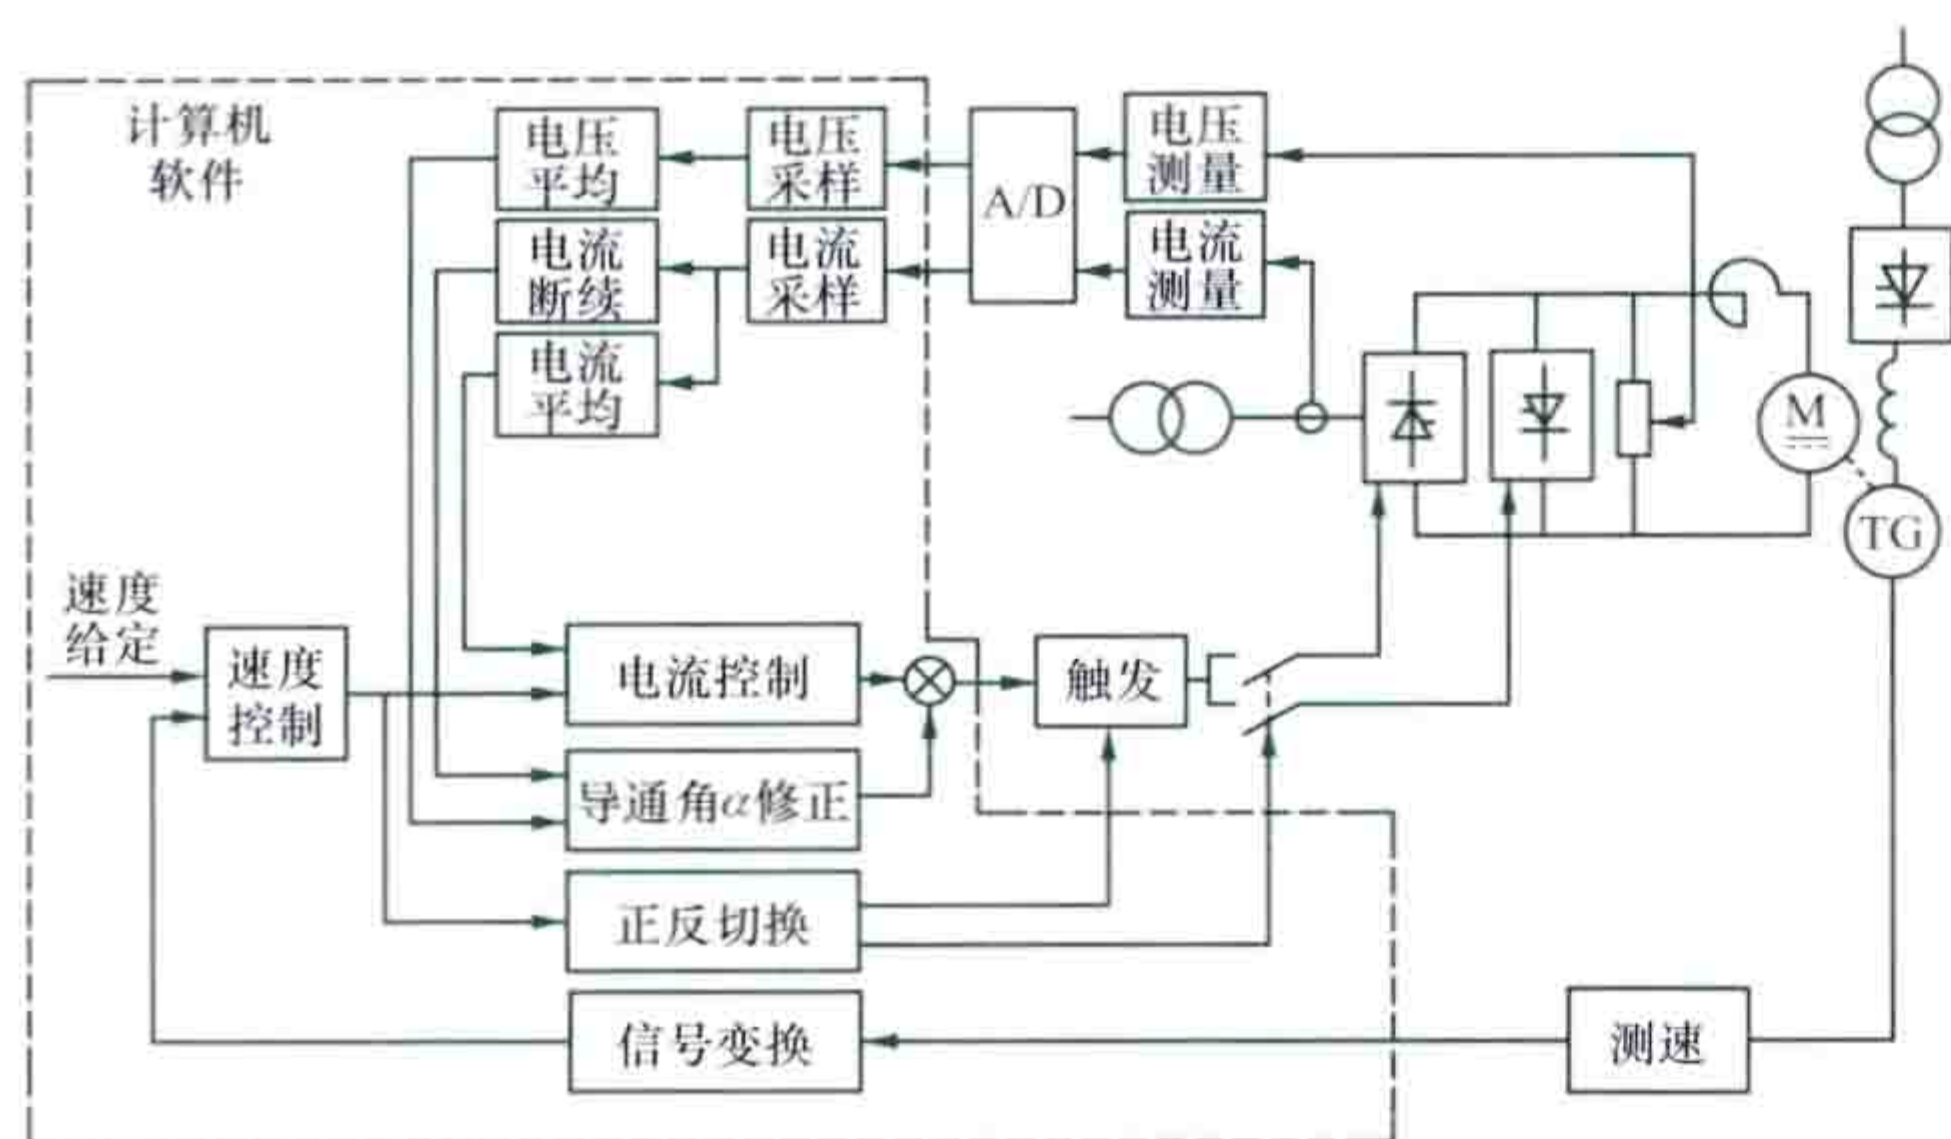 计算机
软件
电压
平均
电压
采样
A/D
电压
测量
电流
断续
电流
采样
电流
测量
电流
平均
M
TG
速度
给定
速度
控制
电流控制
触发
导通角α修正
正反切换
信号变换
测速